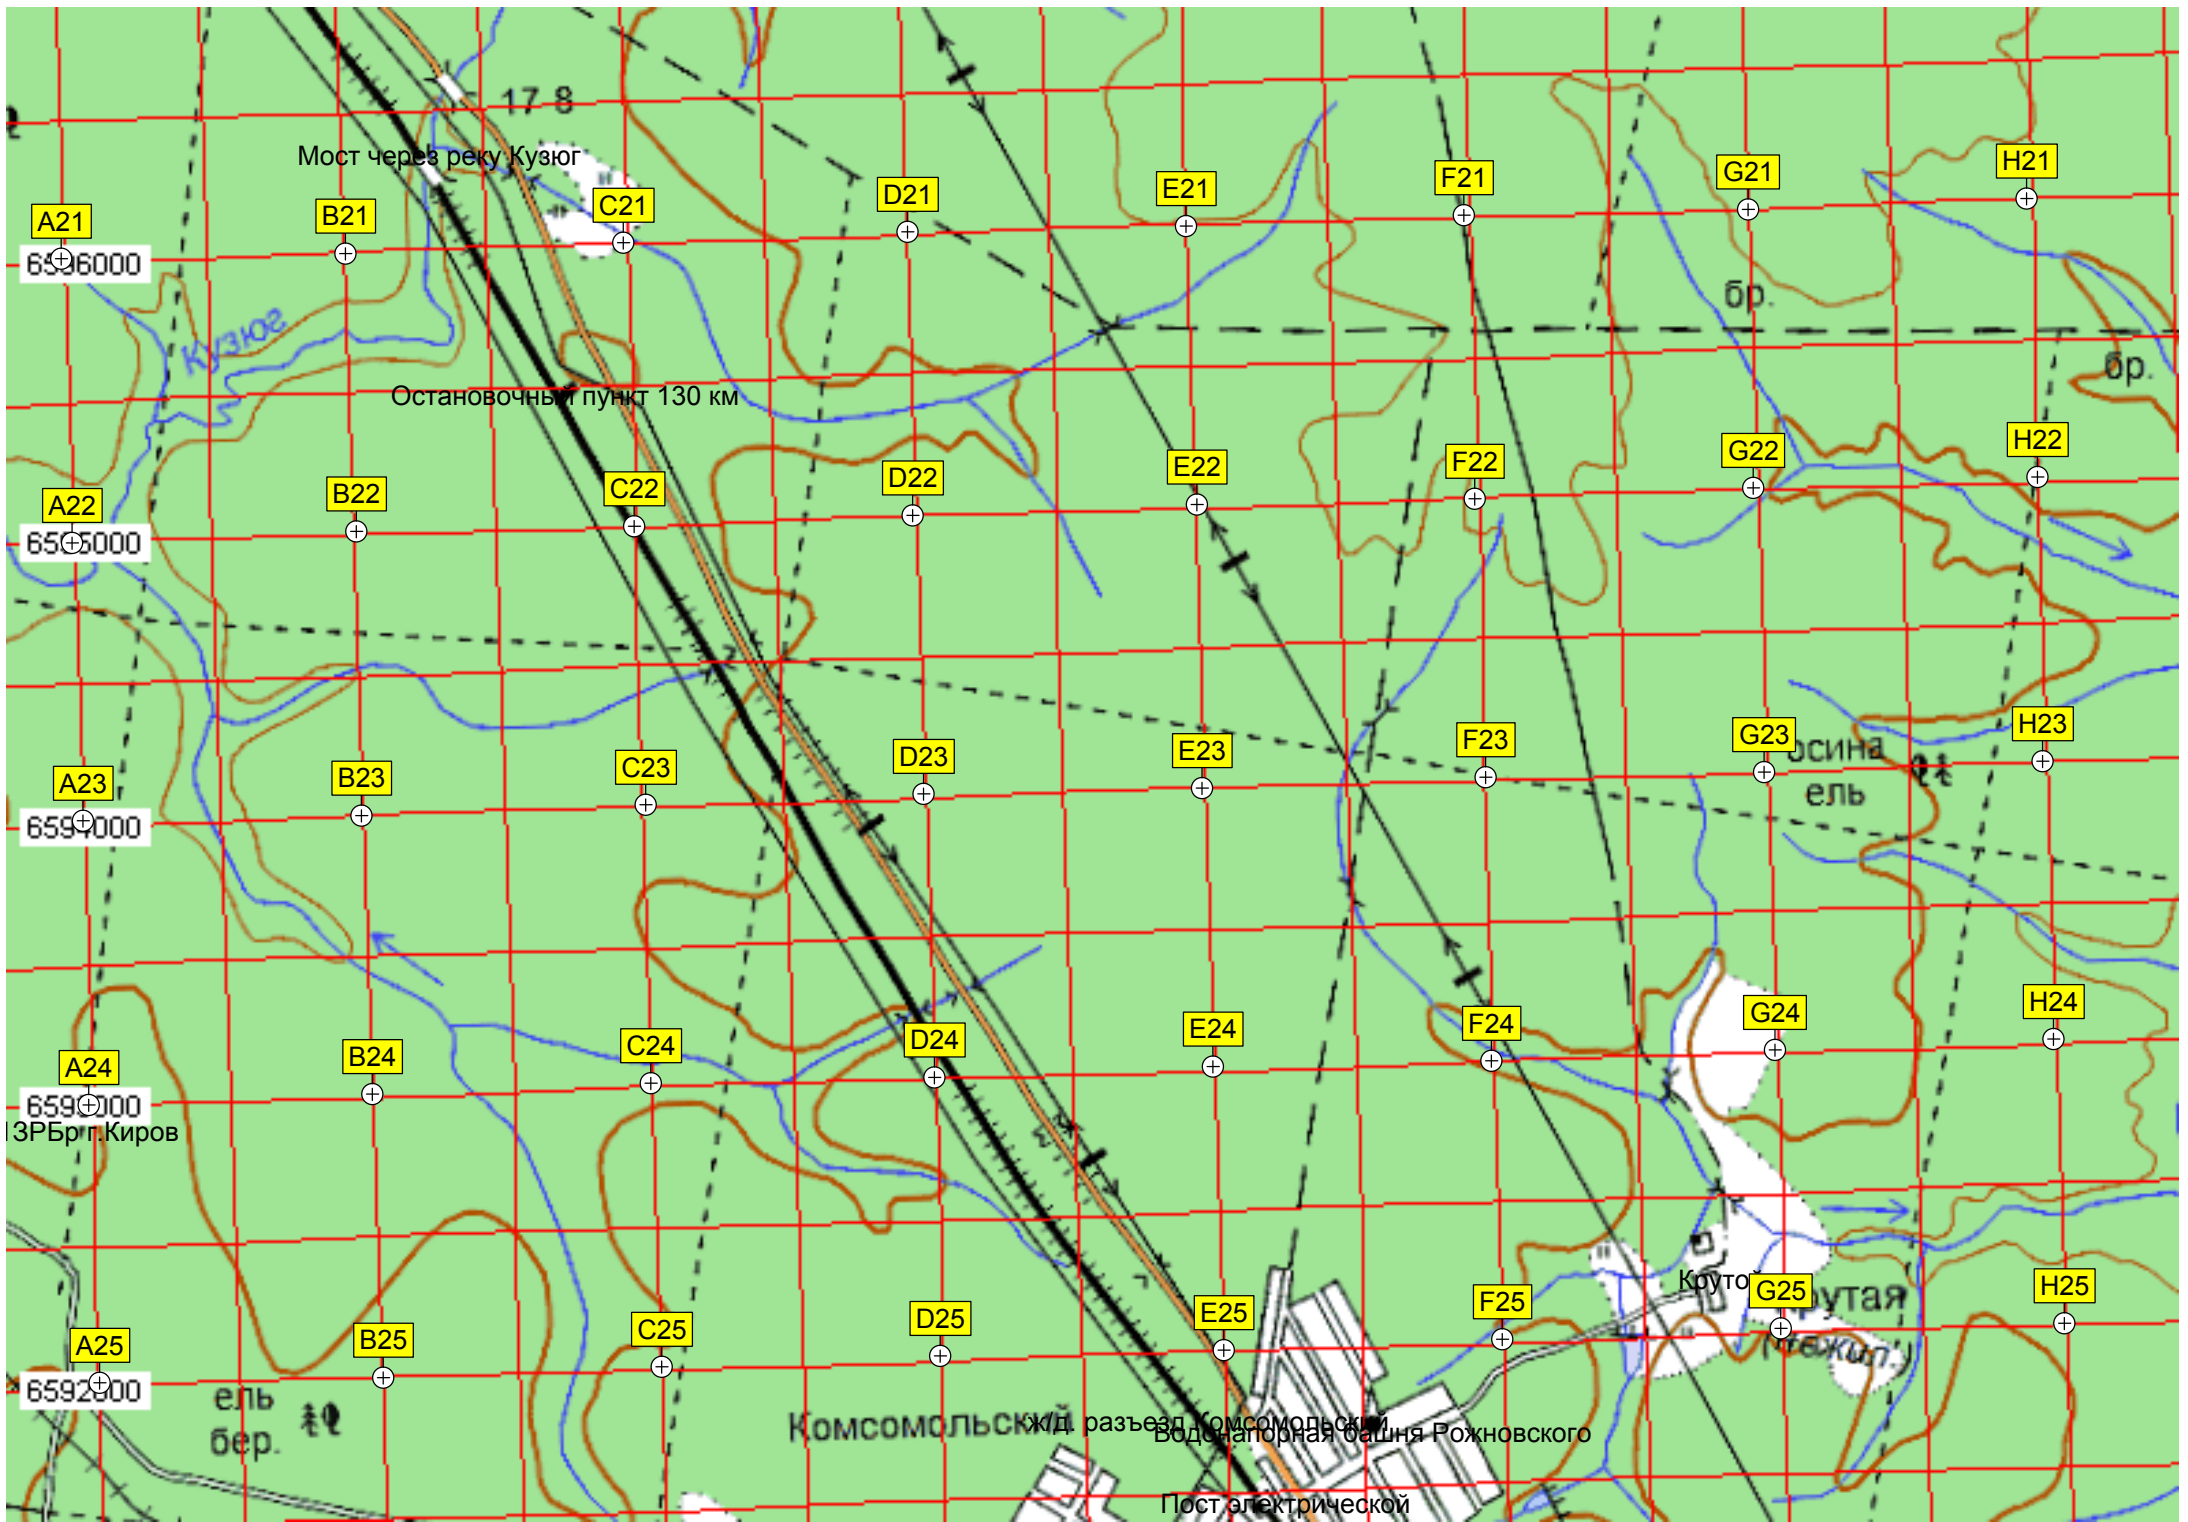 17 8
Мост через реку Кузюг
A21
B21
C21
D21
E21
F21
G21
H21
бр.
Кузюг
бр.
Остановочный пункт 130 км
A22
B22
C22
D22
E22
F22
G22
H22
A23
B23
C23
D23
E23
F23
G23
H23
осина
ель
A24
B24
C24
D24
E24
F24
G24
H24
ЗРБр г.Киров
A25
B25
C25
D25
E25
F25
G25
H25
6592000
ель
бер.
Комсомольский
ж/д. разъезд Комсомольский
Водонапорная башня Рожновского
Пост электрической